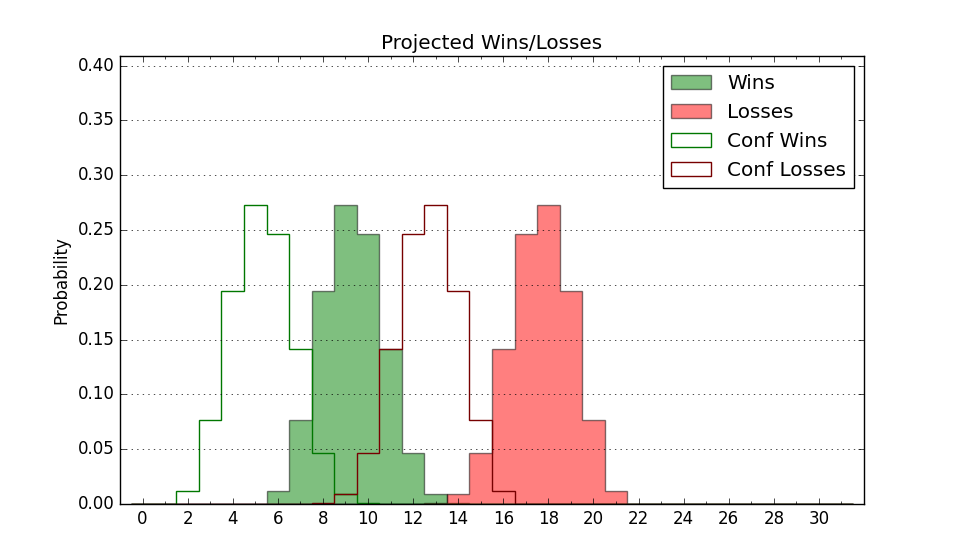 Projected Wins/Losses
0.40
0.35
0.30
0.25
0.20
0.15
0.10
0.05
0.00
Probability
Wins
Losses
Conf Wins
Conf Losses
0 2 4 6 8 10 12 14 16 18 20 22 24 26 28 30